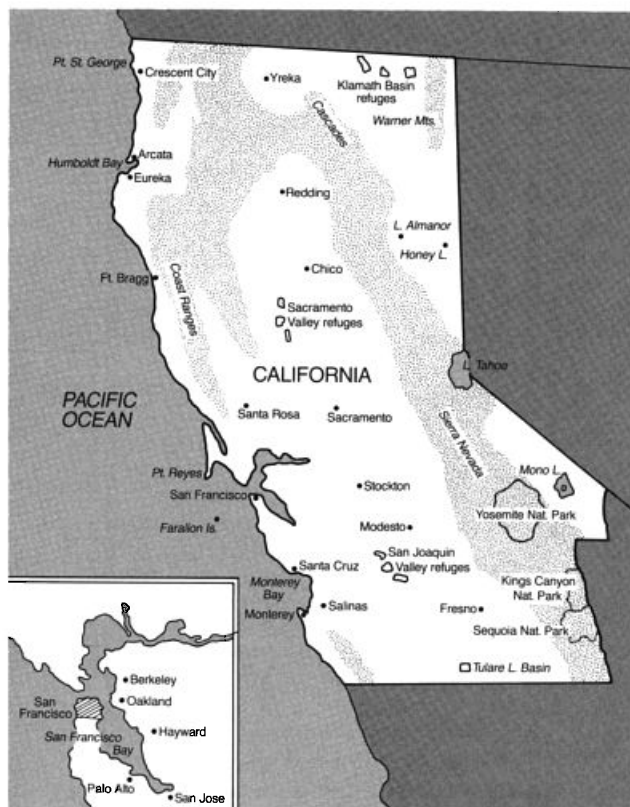 Pt. St. George
Crescent City
Yreka
Klamath Basin
refuges
Warner Mts.
Cascades
Humboldt Bay
Arcata
Eureka
Redding
L. Almanor
Honey L.
Ft. Bragg
Coast Ranges
Chico
Sacramento
Valley refuges
L. Tahoe
CALIFORNIA
PACIFIC
OCEAN
Santa Rosa
Sacramento
Sierra Nevada
Pt. Reyes
San Francisco
Farallon Is.
Stockton
Mono L.
Yosemite Nat. Park
Modesto
San Joaquin
Valley refuges
Santa Cruz
Monterey
Bay
Monterey
Salinas
Fresno
Kings Canyon
Nat. Park
Sequoia Nat. Park
Tulare L. Basin
Berkeley
Oakland
San
Francisco
Hayward
San Francisco
Bay
Palo Alto
San Jose